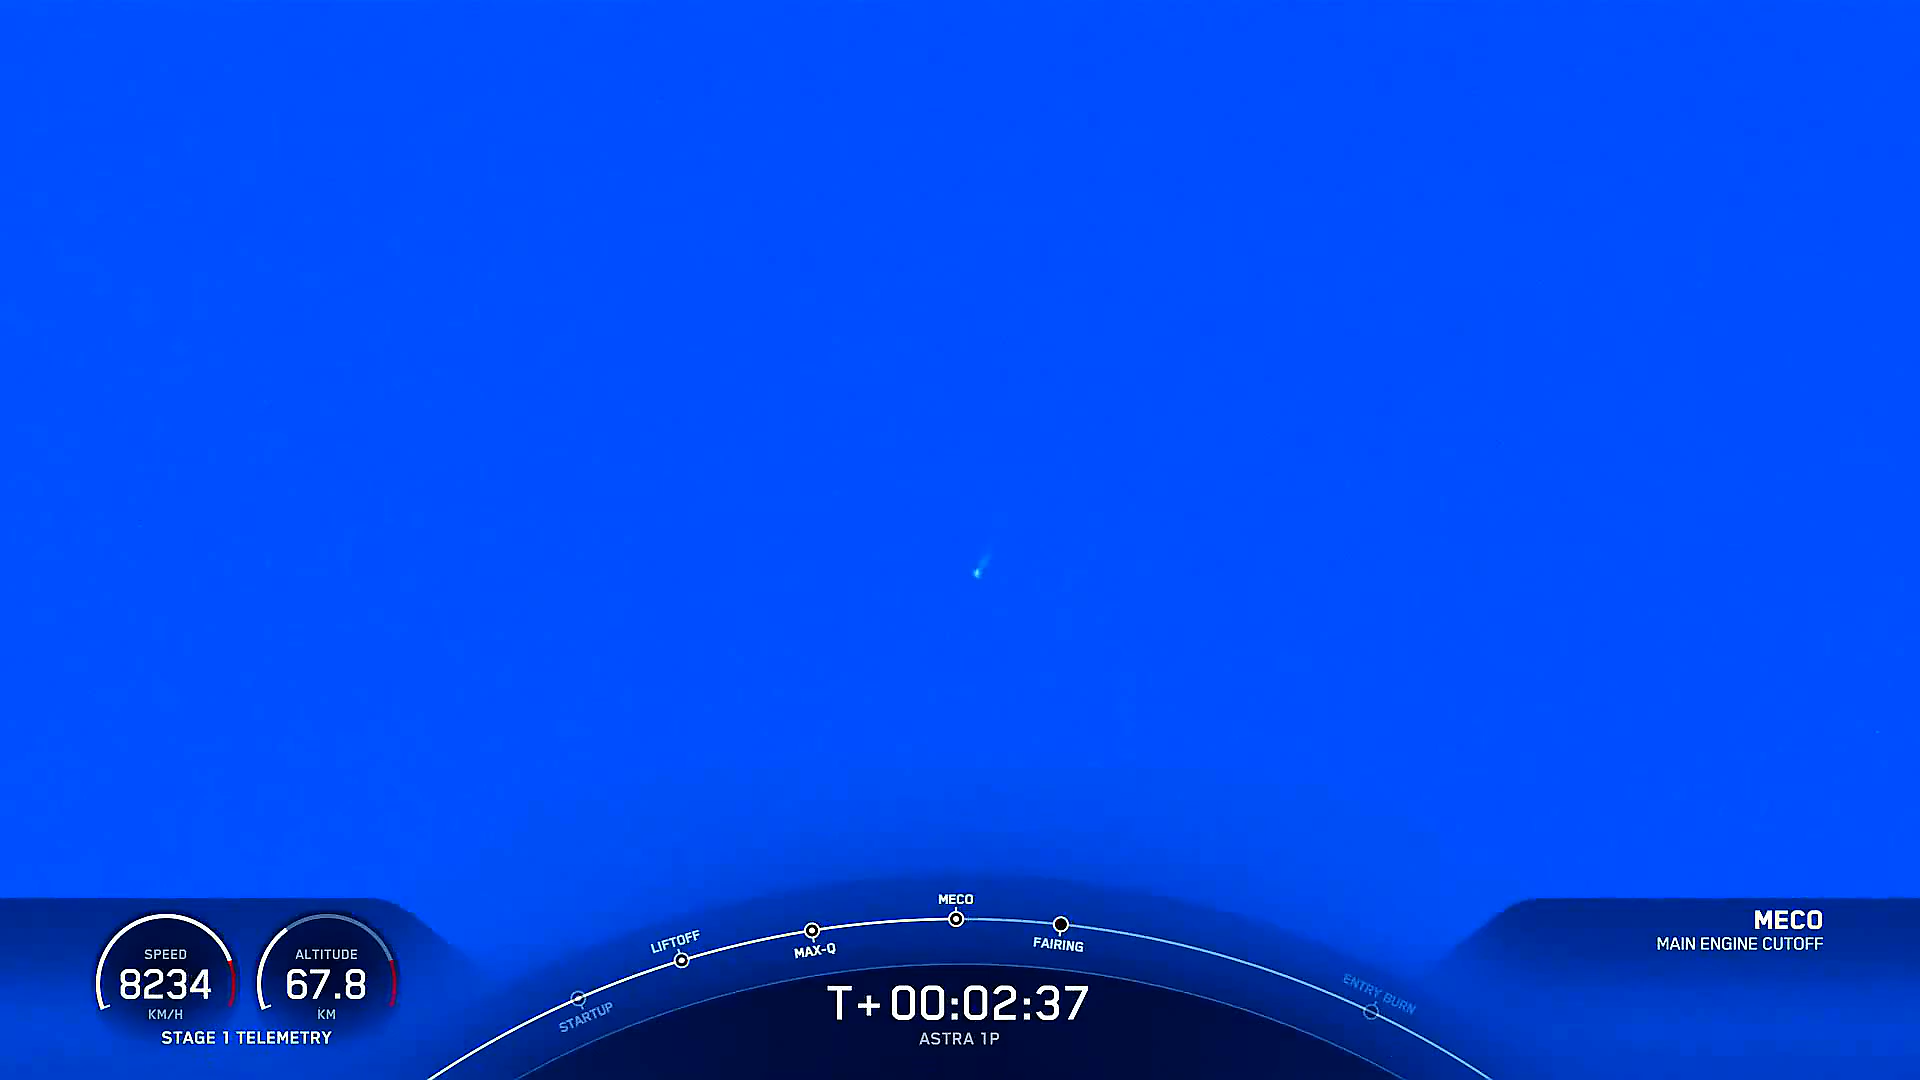 SPEED
8234
KM/H
ALTITUDE
67.8
KM
STAGE 1 TELEMETRY
STARTUP
LIFTOFF
MAX-Q
MECO
FAIRING
ENTRY BURN
T+00:02:37
ASTRA 1P
MECO
MAIN ENGINE CUTOFF